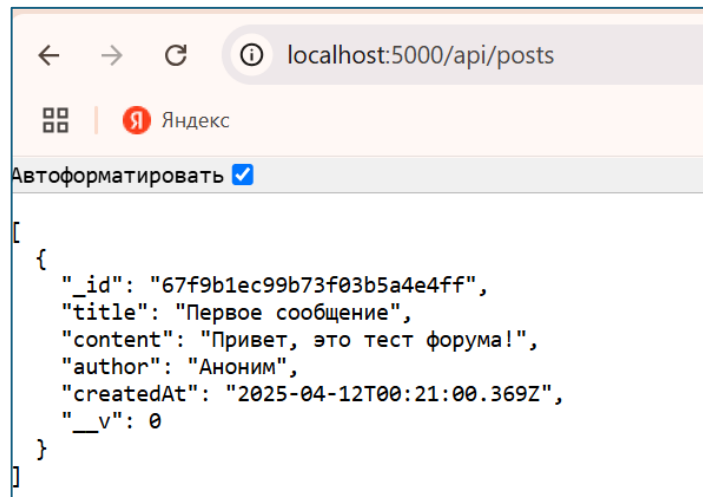 localhost:5000/api/posts
Я Яндекс
Автоформатировать
[
  {
    "_id": "67f9b1ec99b73f03b5a4e4ff",
    "title": "Первое сообщение",
    "content": "Привет, это тест форума!",
    "author": "Аноним",
    "createdAt": "2025-04-12T00:21:00.369Z",
    "__v": 0
  }
]